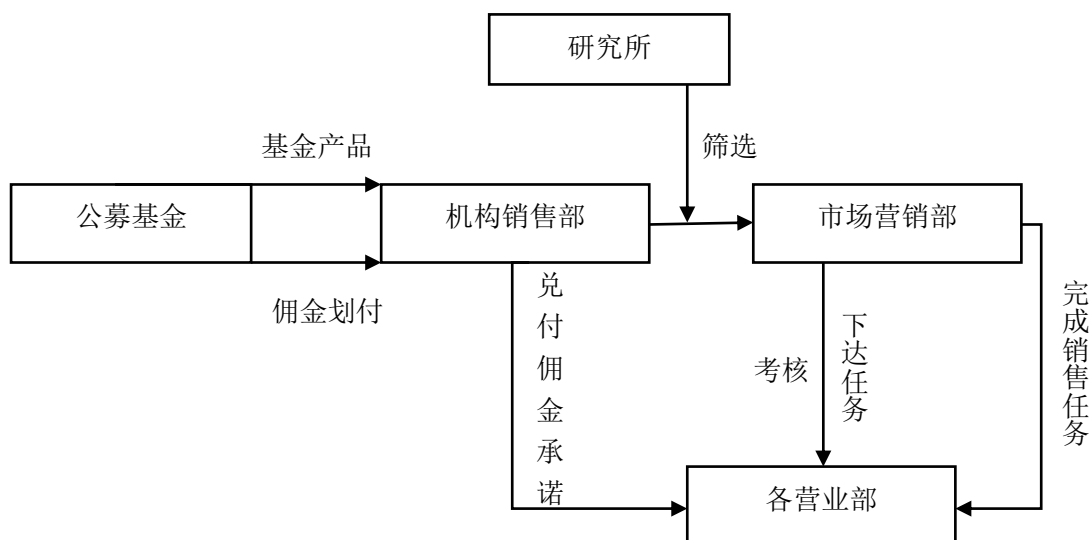 研究所
基金产品
筛选
公募基金
机构销售部
市场营销部
佣金划付
兑付佣金承诺
考核
下达任务
完成销售任务
各营业部